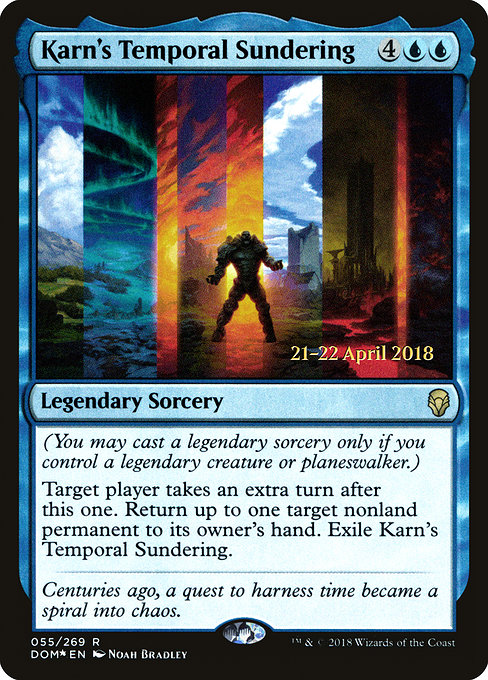 Karn's Temporal Sundering 4
21–22 April 2018
Legendary Sorcery
(You may cast a legendary sorcery only if you
control a legendary creature or planeswalker.)
Target player takes an extra turn after
this one. Return up to one target nonland
permanent to its owner's hand. Exile Karn's
Temporal Sundering.
Centuries ago, a quest to harness time became a
spiral into chaos.
055/269 R
DOM★EN Noah Bradley
™ & © 2018 Wizards of the Coast